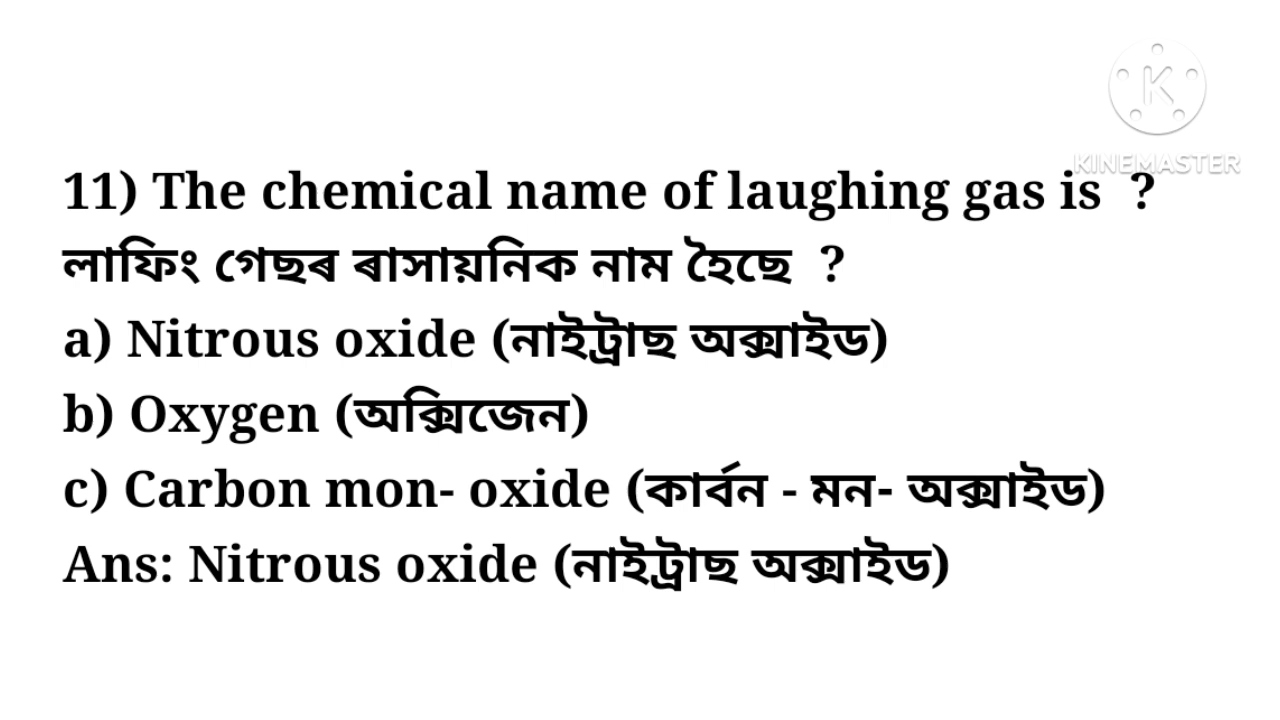 KINEMASTER
11) The chemical name of laughing gas is ?
লাফিং গেছৰ ৰাসায়নিক নাম হৈছে ?
a) Nitrous oxide (নাইট্ৰাছ অক্সাইড)
b) Oxygen (অক্সিজেন)
c) Carbon mon- oxide (কাৰ্বন - মন- অক্সাইড)
Ans: Nitrous oxide (নাইট্ৰাছ অক্সাইড)